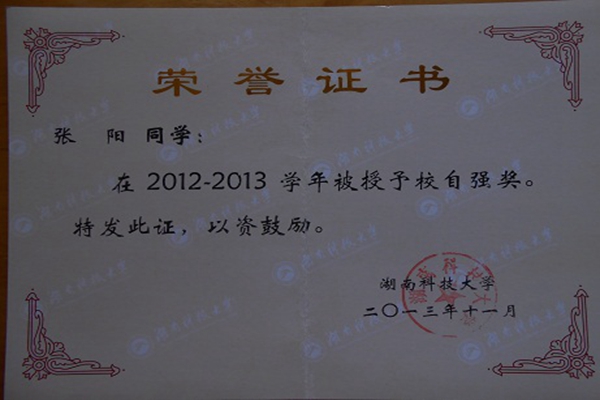 荣誉证书
张 阳 同学：
在 2012-2013 学年被授予校自强奖。
特发此证，以资鼓励。
湖南科技大学
二〇一三年十一月